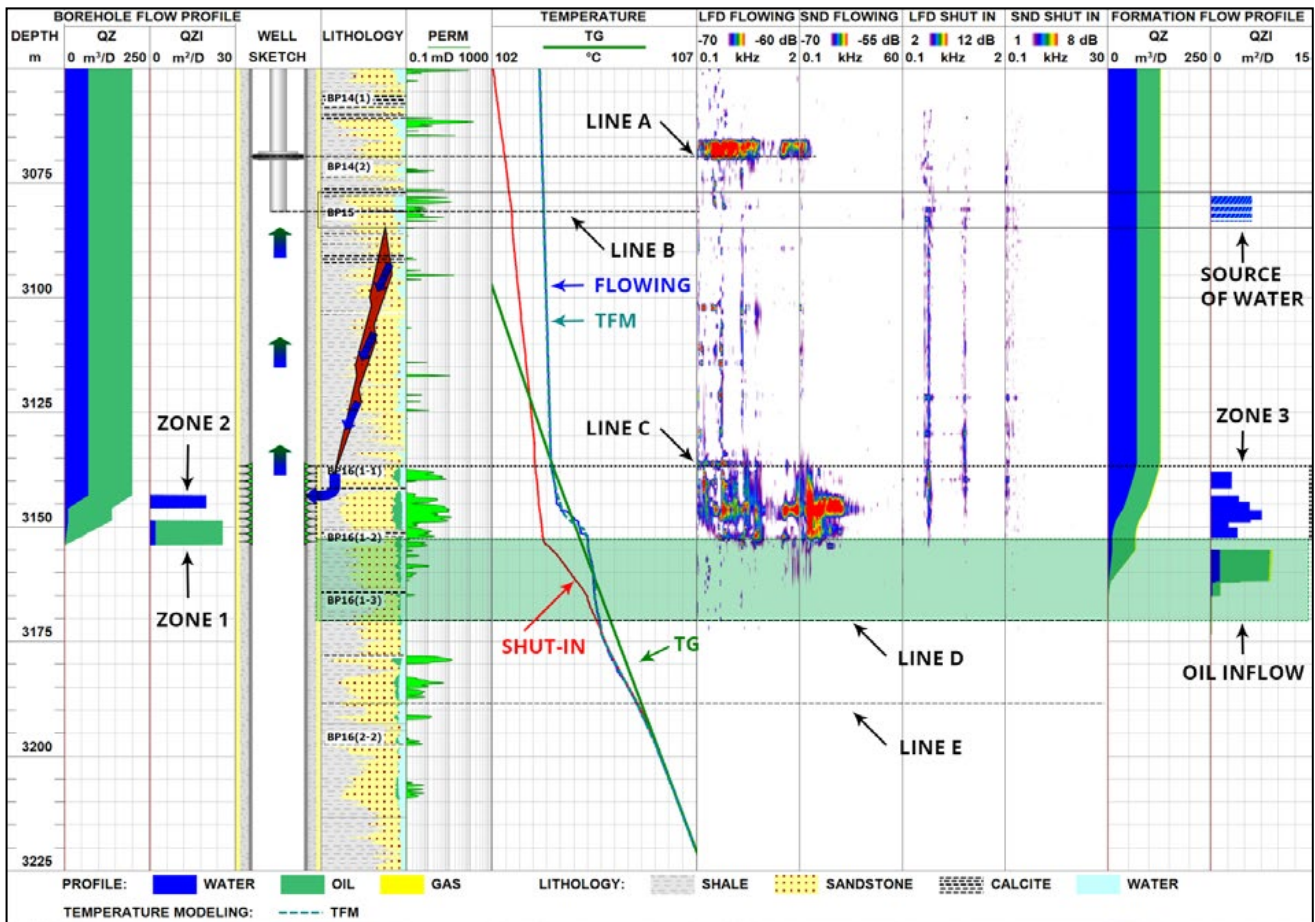 BOREHOLE FLOW PROFILE
TEMPERATURE
LFD FLOWING
SND FLOWING
LFD SHUT IN
SND SHUT IN
FORMATION FLOW PROFILE
DEPTH
m
QZ
0 m³/D 250
QZI
0 m²/D 30
WELL
SKETCH
LITHOLOGY
PERM
0.1 mD 1000
TG
102 °C 107
-70 -60 dB
0.1 kHz 2
-70 -55 dB
0.1 kHz 60
2 12 dB
0.1 kHz 2
1 8 dB
0.1 kHz 30
QZ
0 m³/D 250
QZI
0 m²/D 15
BP14(1)
LINE A
BP14(2)
3075
BP15
LINE B
SOURCE
OF WATER
FLOWING
3100
TFM
3125
ZONE 2
LINE C
ZONE 3
BP16(1-1)
3150
BP16(1-2)
ZONE 1
BP16(1-3)
SHUT-IN
3175
TG
LINE D
OIL INFLOW
BP16(2-2)
LINE E
3200
3225
PROFILE: WATER OIL GAS LITHOLOGY: SHALE SANDSTONE CALCITE WATER
TEMPERATURE MODELING: TFM